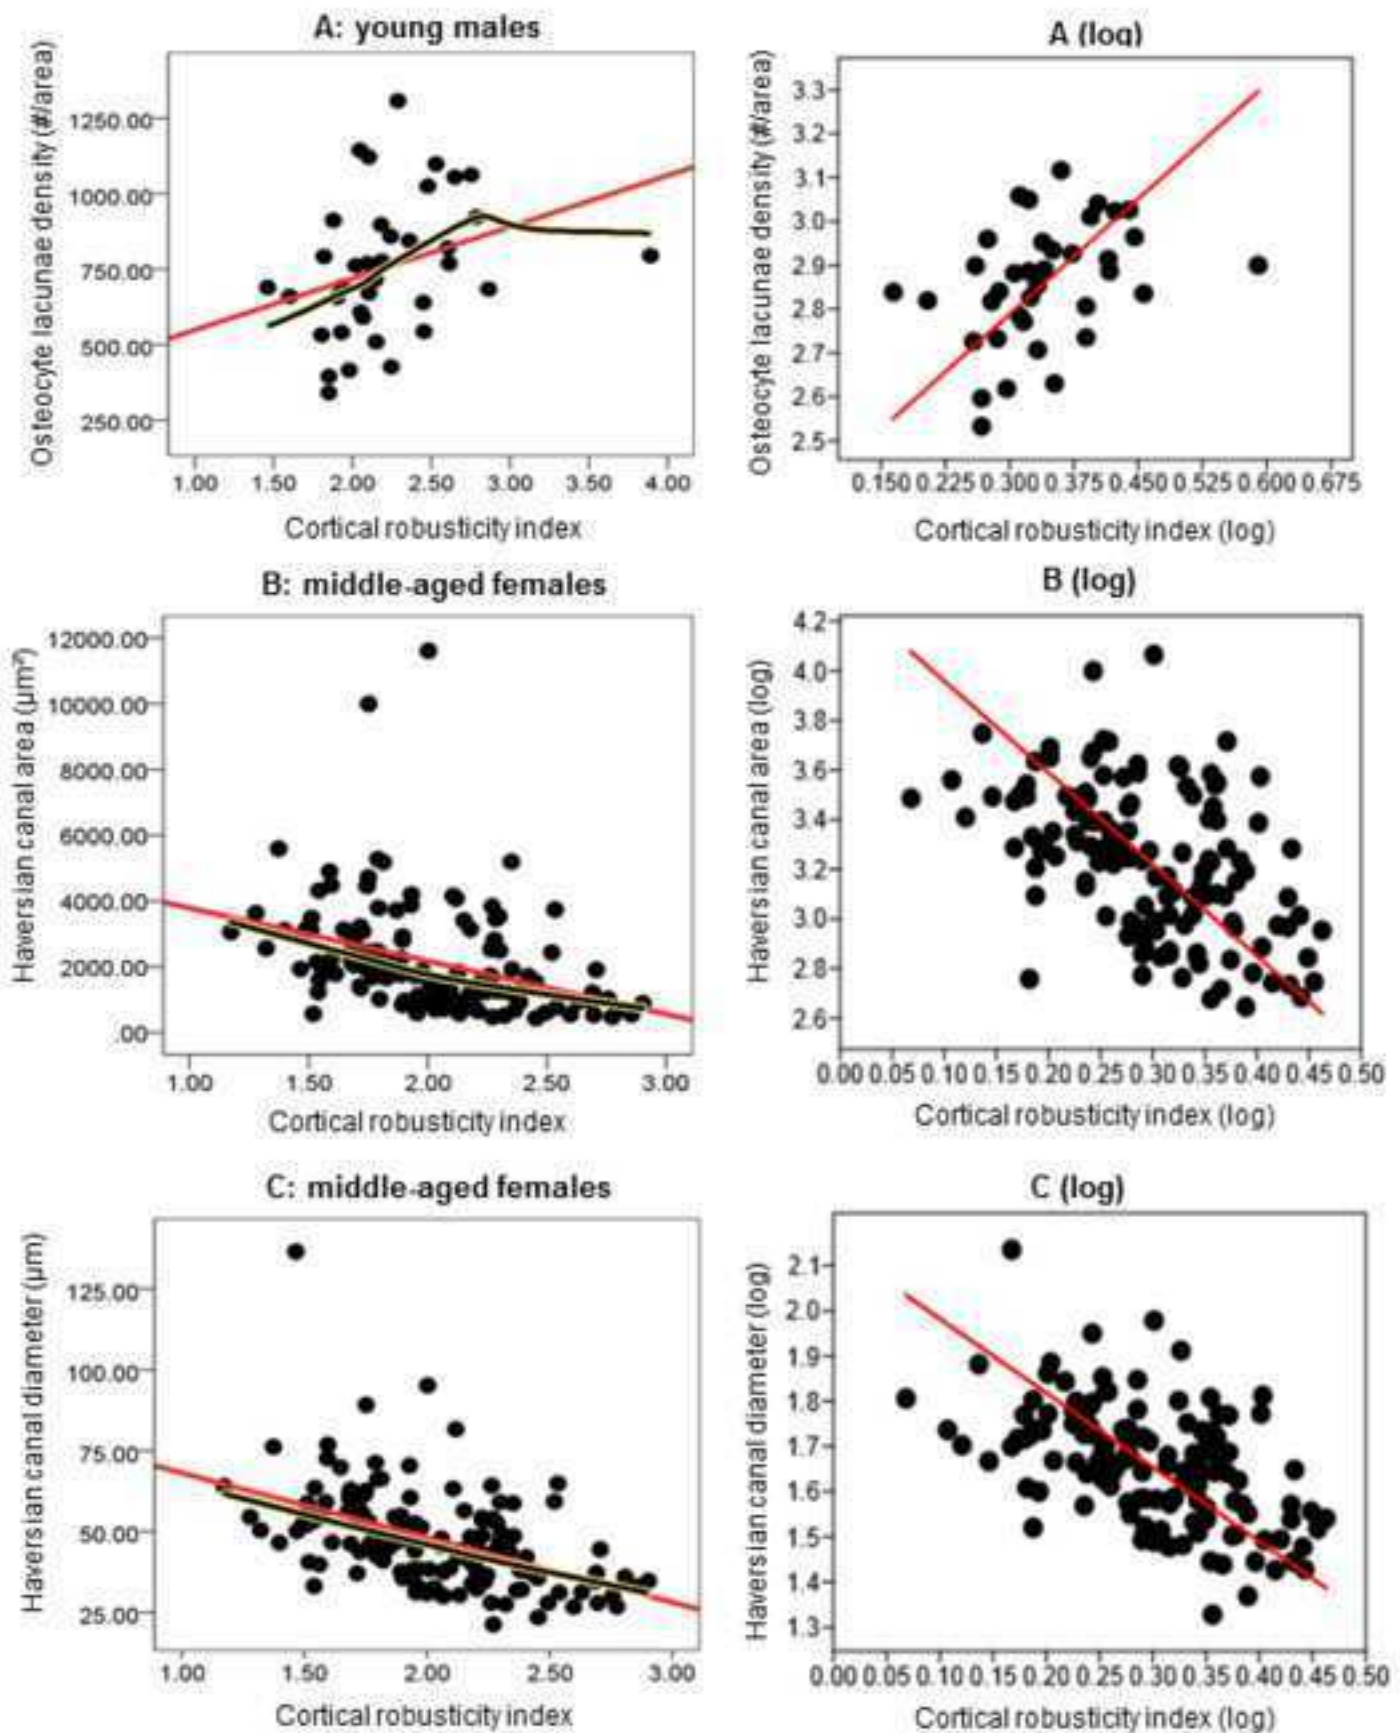 A: young males
Osteocyte lacunae density (#/area)
1250.00
1000.00
750.00
500.00
250.00
1.00 1.50 2.00 2.50 3.00 3.50 4.00
Cortical robusticity index
A (log)
Osteocyte lacunae density (#/area)
3.3
3.2
3.1
3.0
2.9
2.8
2.7
2.6
2.5
0.150 0.225 0.300 0.375 0.450 0.525 0.600 0.675
Cortical robusticity index (log)
B: middle-aged females
Haversian canal area (µm²)
12000.00
10000.00
8000.00
6000.00
4000.00
2000.00
.00
1.00 1.50 2.00 2.50 3.00
Cortical robusticity index
B (log)
Haversian canal area (log)
4.2
4.0
3.8
3.6
3.4
3.2
3.0
2.8
2.6
0.00 0.05 0.10 0.15 0.20 0.25 0.30 0.35 0.40 0.45 0.50
Cortical robusticity index (log)
C: middle-aged females
Haversian canal diameter (µm)
125.00
100.00
75.00
50.00
25.00
1.00 1.50 2.00 2.50 3.00
Cortical robusticity index
C (log)
Haversian canal diameter (log)
2.1
2.0
1.9
1.8
1.7
1.6
1.5
1.4
1.3
0.00 0.05 0.10 0.15 0.20 0.25 0.30 0.35 0.40 0.45 0.50
Cortical robusticity index (log)